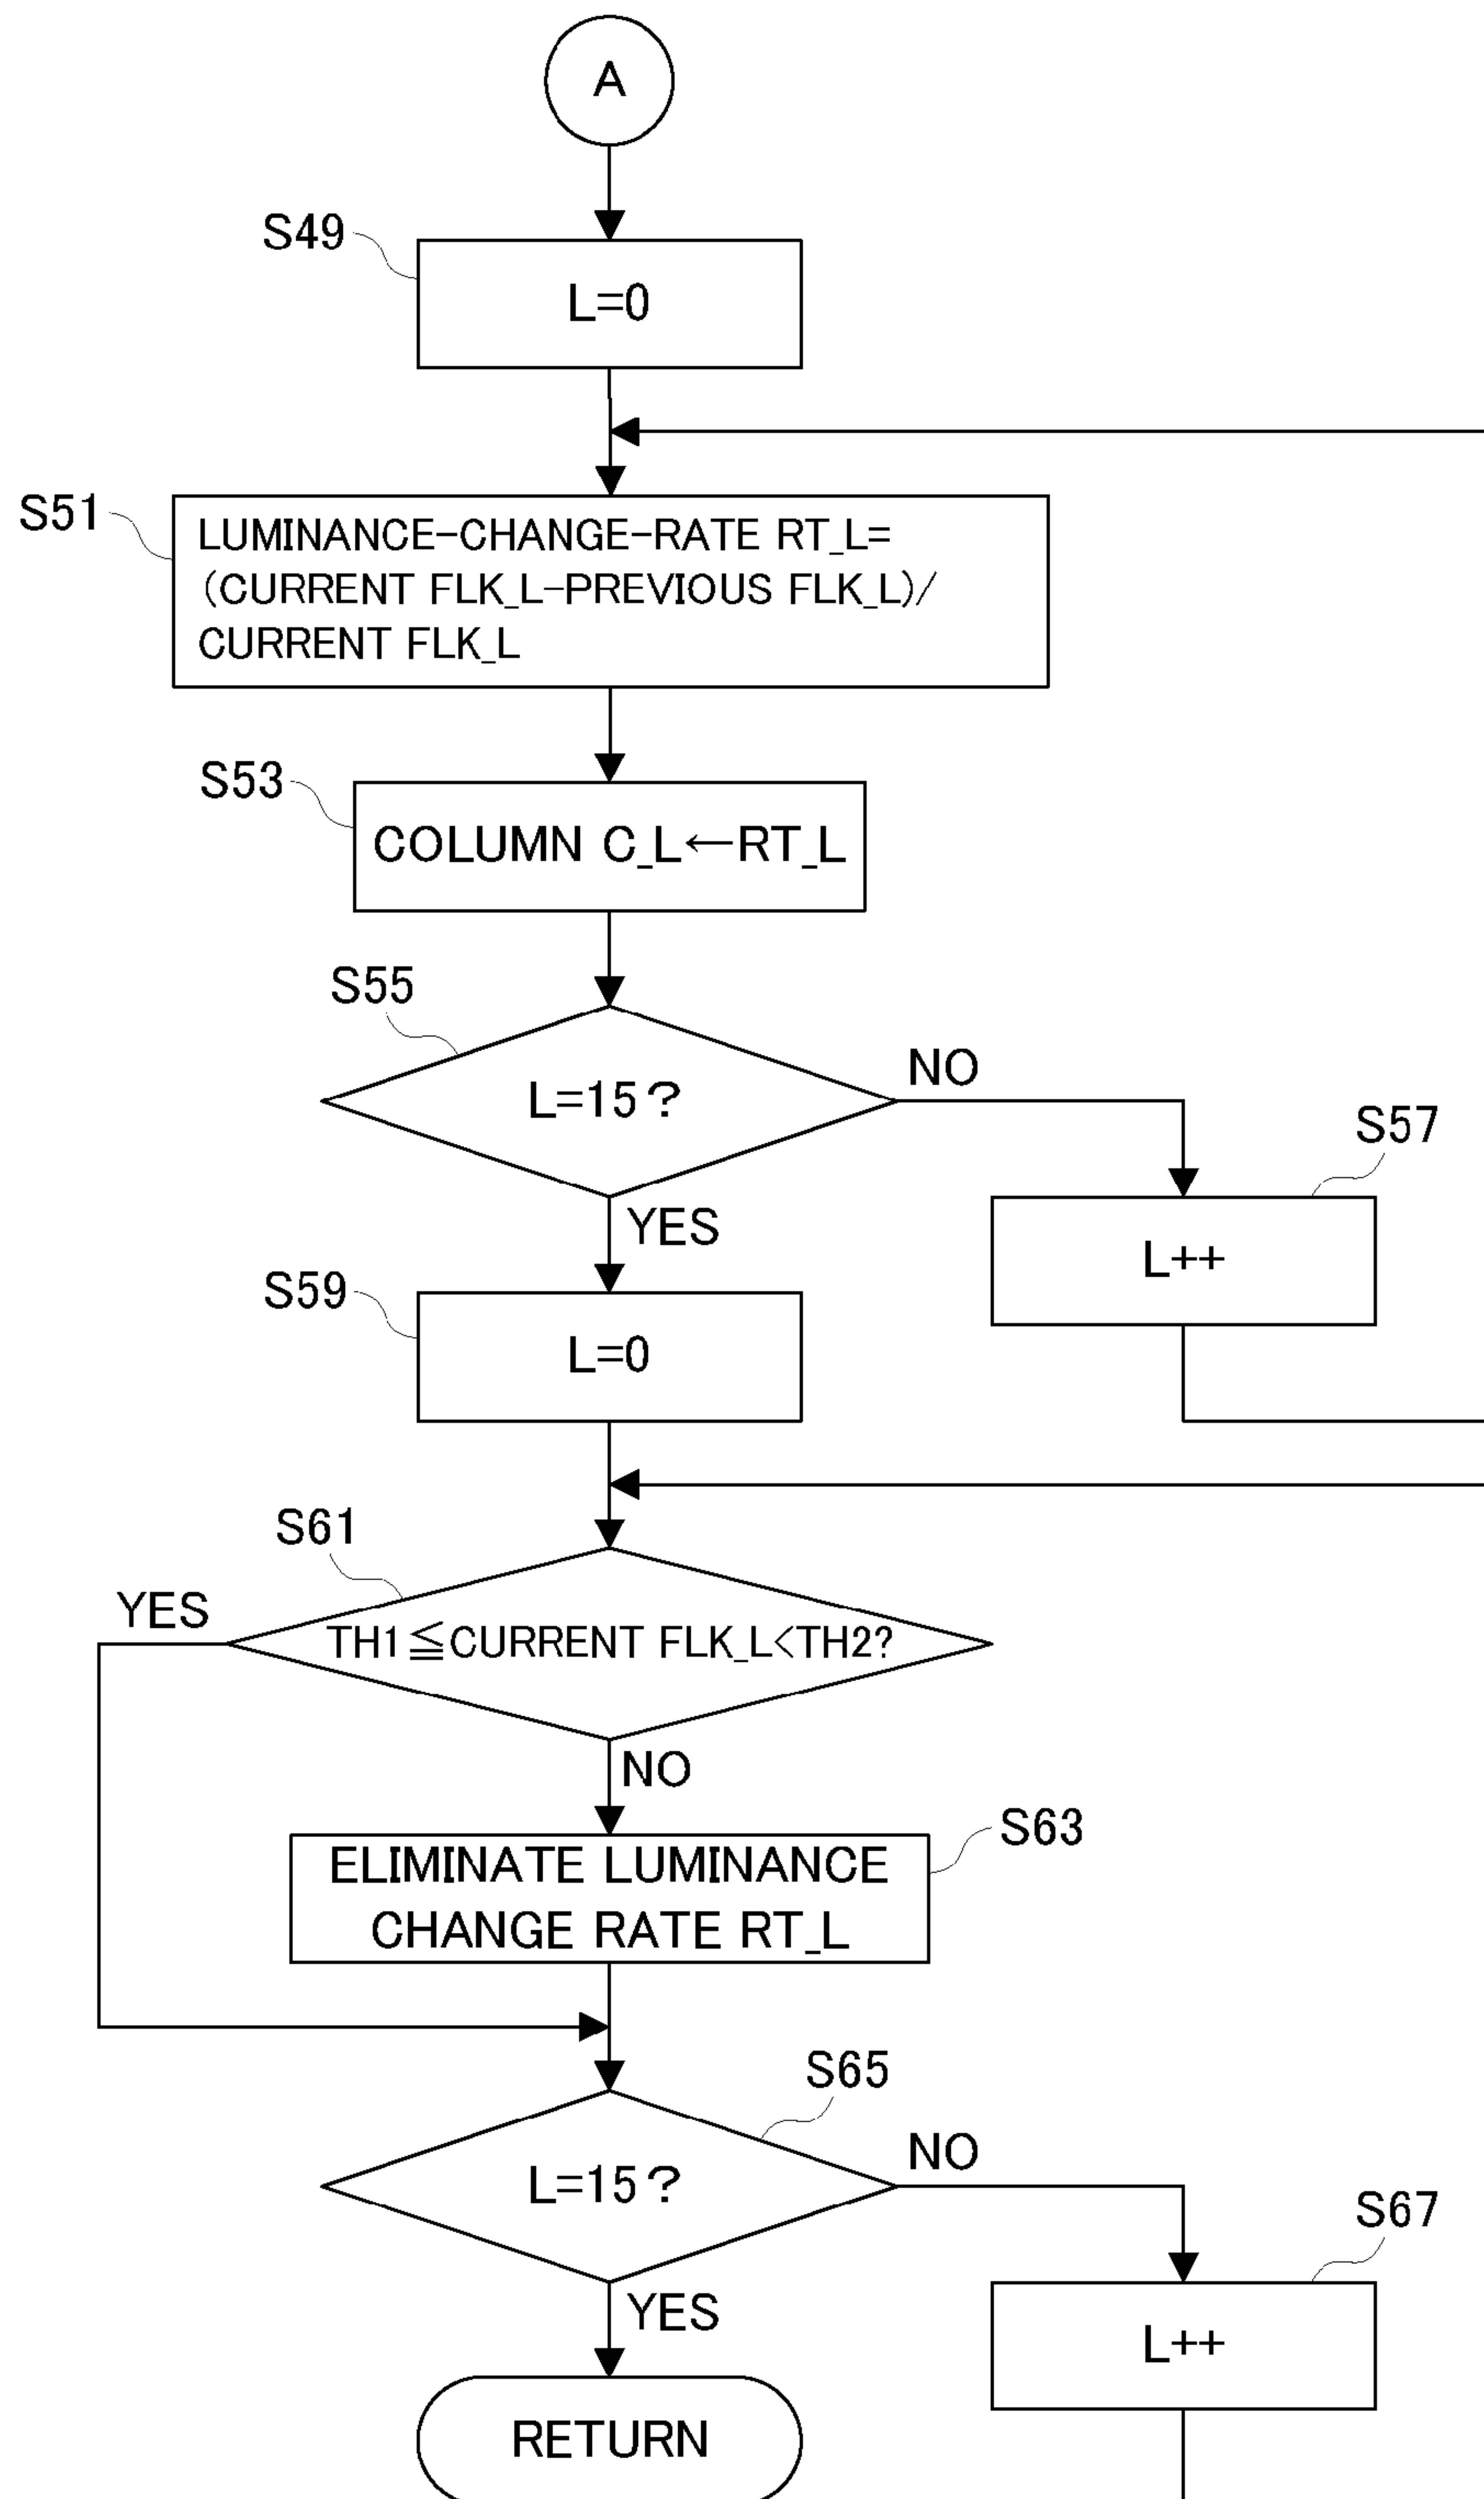 A
S49
L=0
S51
LUMINANCE-CHANGE-RATE RT_L=
(CURRENT FLK_L-PREVIOUS FLK_L)/
CURRENT FLK_L
S53
COLUMN C_L←RT_L
S55
L=15?
NO
S57
L++
YES
S59
L=0
S61
YES
TH1≦CURRENT FLK_L<TH2?
NO
S63
ELIMINATE LUMINANCE
CHANGE RATE RT_L
S65
L=15?
NO
S67
L++
YES
RETURN